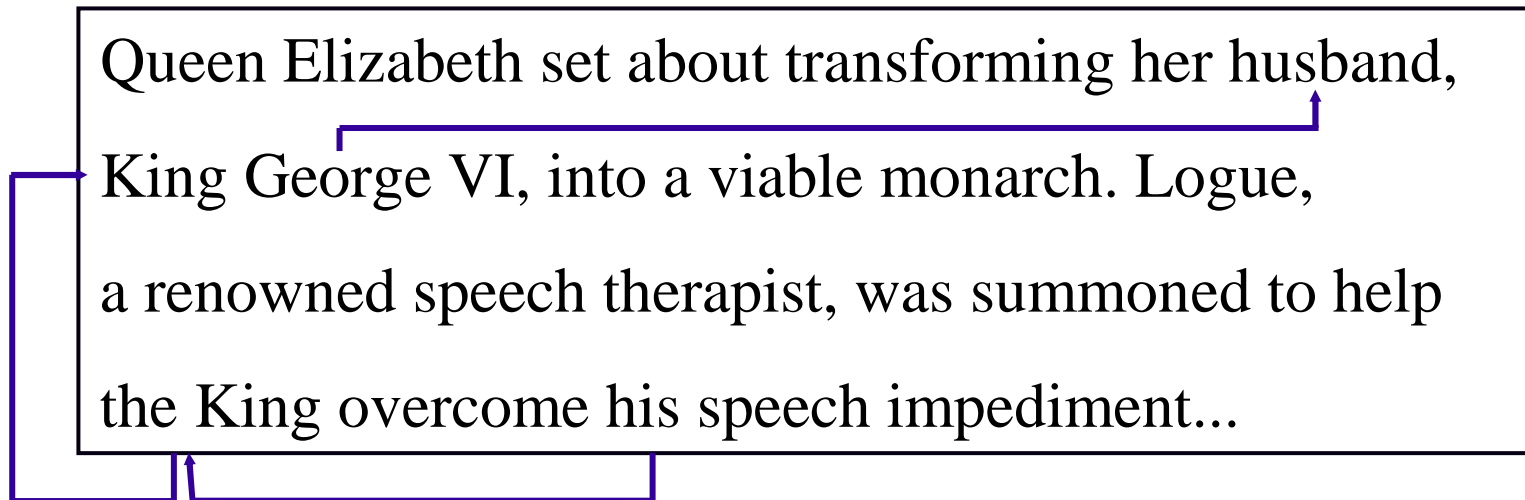 Queen Elizabeth set about transforming her husband,
King George VI, into a viable monarch. Logue,
a renowned speech therapist, was summoned to help
the King overcome his speech impediment...